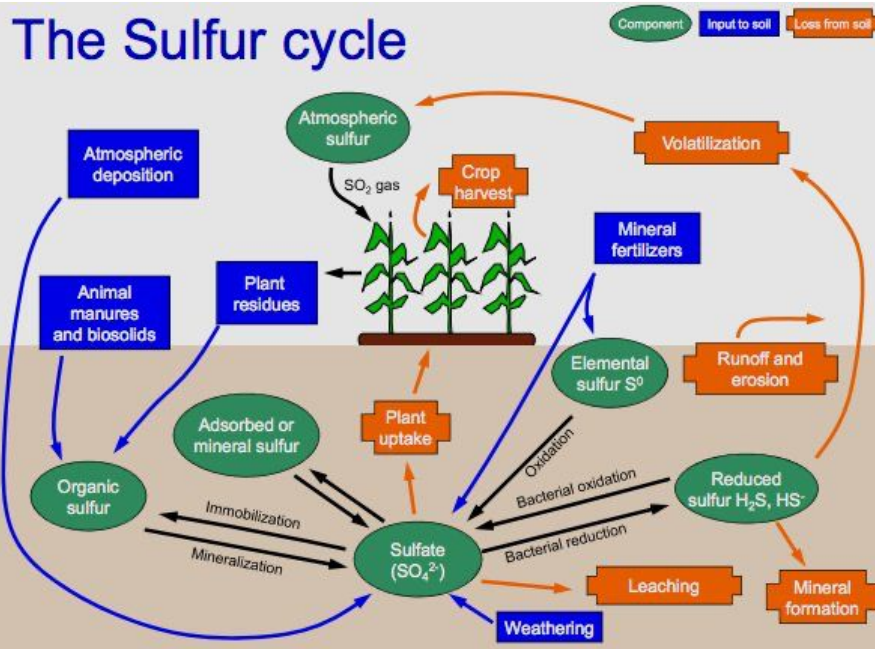 The Sulfur cycle
Component
Input to soil
Loss from soil
Atmospheric
sulfur
Volatilization
Atmospheric
deposition
SO₂ gas
Crop
harvest
Mineral
fertilizers
Animal
manures
and biosolids
Plant
residues
Elemental
sulfur S⁰
Runoff and
erosion
Adsorbed or
mineral sulfur
Plant
uptake
Oxidation
Organic
sulfur
Immobilization
Mineralization
Bacterial oxidation
Bacterial reduction
Reduced
sulfur H₂S, HS⁻
Sulfate
(SO₄²⁻)
Leaching
Mineral
formation
Weathering